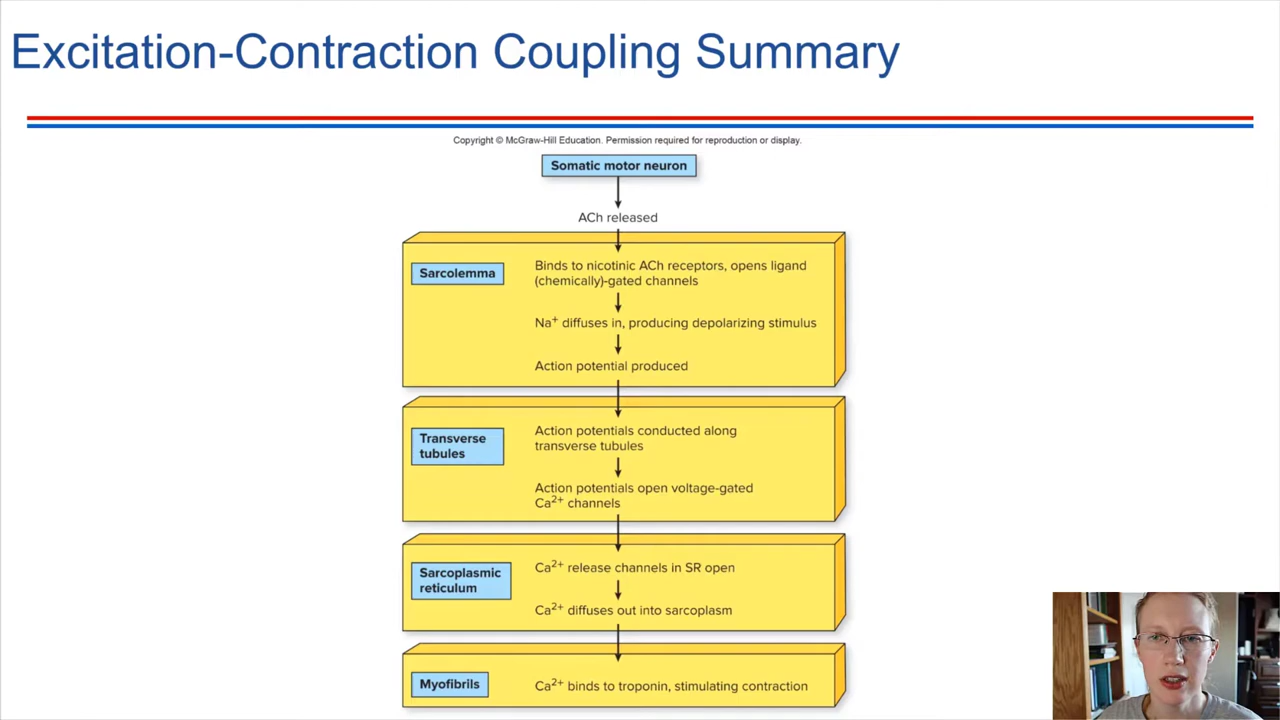 Excitation-Contraction Coupling Summary
Copyright © McGraw-Hill Education. Permission required for reproduction or display.
Somatic motor neuron
ACh released
Sarcolemma
Binds to nicotinic ACh receptors, opens ligand
(chemically)-gated channels
Na⁺ diffuses in, producing depolarizing stimulus
Action potential produced
Transverse
tubules
Action potentials conducted along
transverse tubules
Action potentials open voltage-gated
Ca²⁺ channels
Sarcoplasmic
reticulum
Ca²⁺ release channels in SR open
Ca²⁺ diffuses out into sarcoplasm
Myofibrils
Ca²⁺ binds to troponin, stimulating contraction